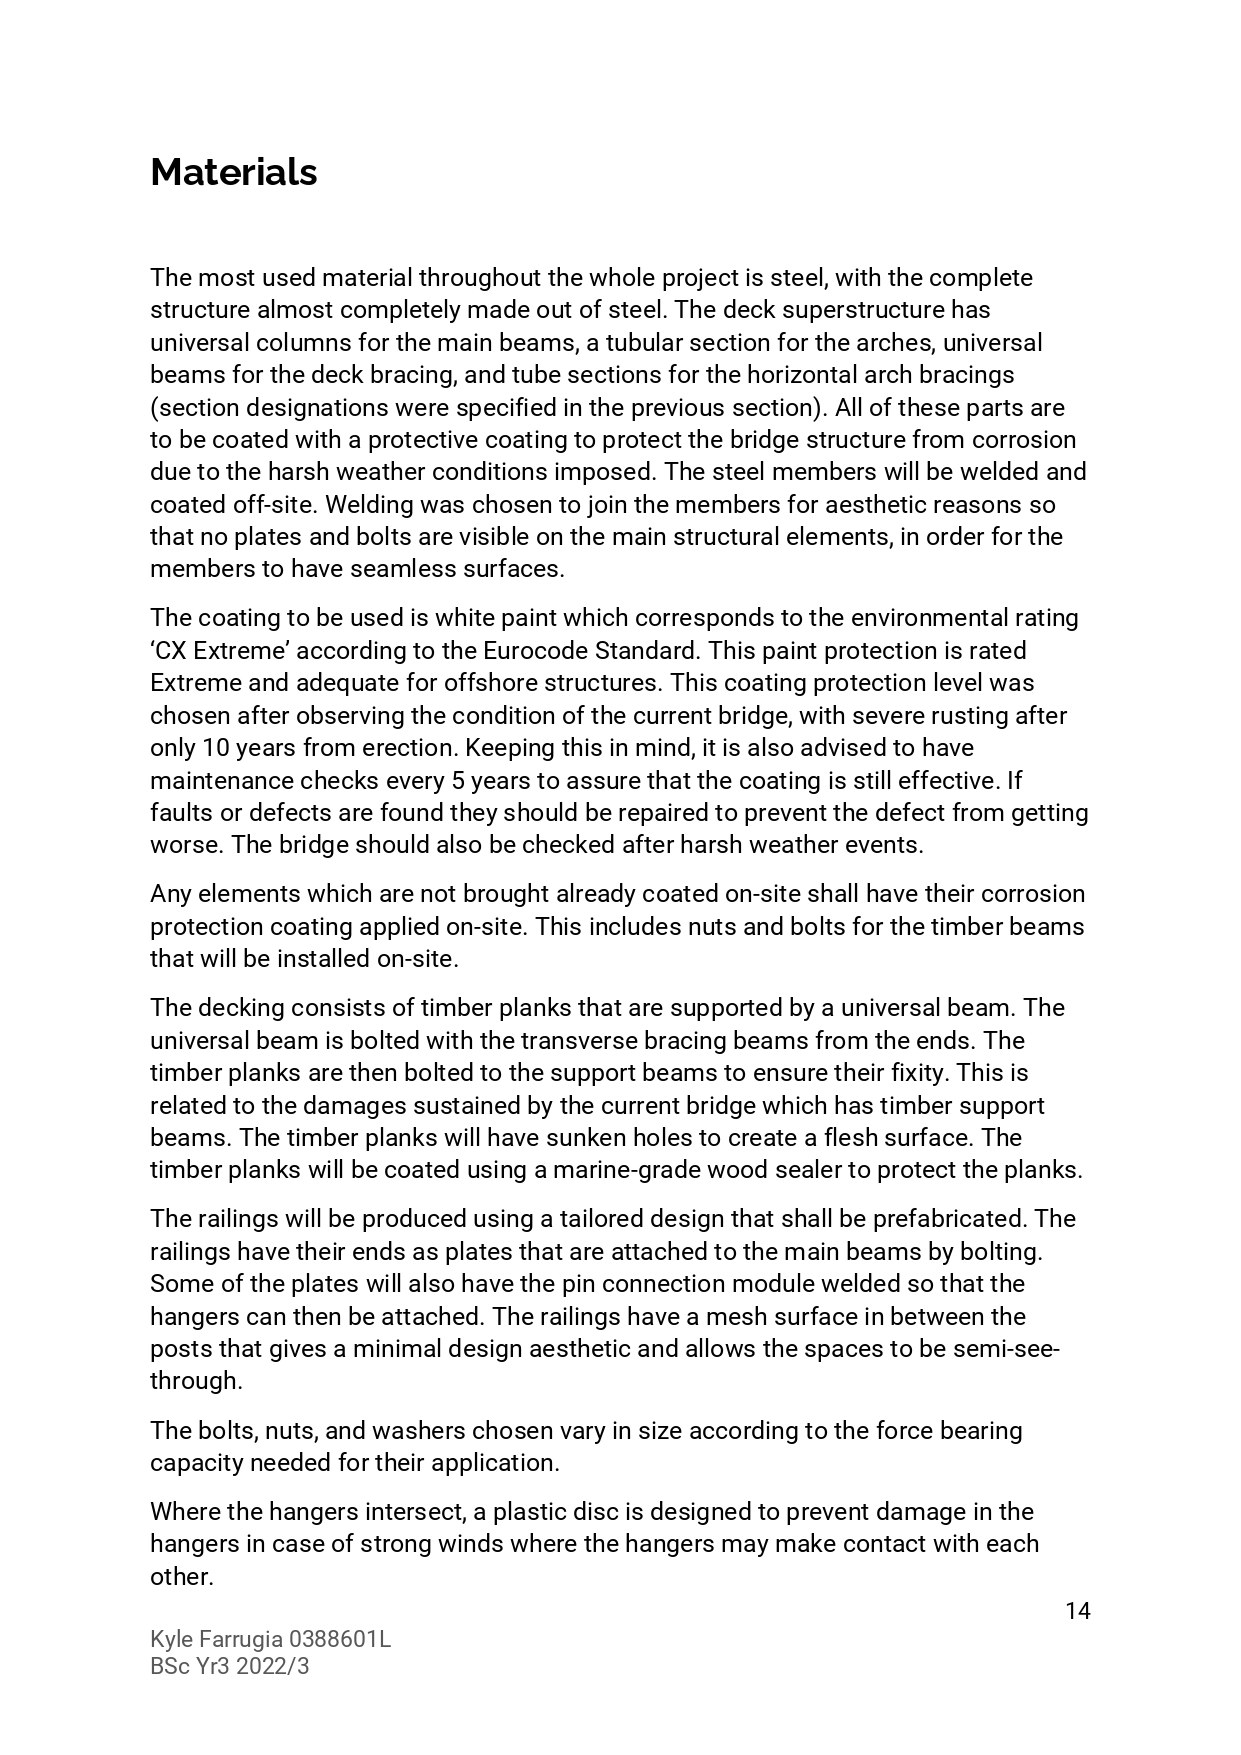 Materials
The most used material throughout the whole project is steel, with the complete
structure almost completely made out of steel. The deck superstructure has
universal columns for the main beams, a tubular section for the arches, universal
beams for the deck bracing, and tube sections for the horizontal arch bracings
(section designations were specified in the previous section). All of these parts are
to be coated with a protective coating to protect the bridge structure from corrosion
due to the harsh weather conditions imposed. The steel members will be welded and
coated off-site. Welding was chosen to join the members for aesthetic reasons so
that no plates and bolts are visible on the main structural elements, in order for the
members to have seamless surfaces.
The coating to be used is white paint which corresponds to the environmental rating
‘CX Extreme’ according to the Eurocode Standard. This paint protection is rated
Extreme and adequate for offshore structures. This coating protection level was
chosen after observing the condition of the current bridge, with severe rusting after
only 10 years from erection. Keeping this in mind, it is also advised to have
maintenance checks every 5 years to assure that the coating is still effective. If
faults or defects are found they should be repaired to prevent the defect from getting
worse. The bridge should also be checked after harsh weather events.
Any elements which are not brought already coated on-site shall have their corrosion
protection coating applied on-site. This includes nuts and bolts for the timber beams
that will be installed on-site.
The decking consists of timber planks that are supported by a universal beam. The
universal beam is bolted with the transverse bracing beams from the ends. The
timber planks are then bolted to the support beams to ensure their fixity. This is
related to the damages sustained by the current bridge which has timber support
beams. The timber planks will have sunken holes to create a flesh surface. The
timber planks will be coated using a marine-grade wood sealer to protect the planks.
The railings will be produced using a tailored design that shall be prefabricated. The
railings have their ends as plates that are attached to the main beams by bolting.
Some of the plates will also have the pin connection module welded so that the
hangers can then be attached. The railings have a mesh surface in between the
posts that gives a minimal design aesthetic and allows the spaces to be semi-see-
through.
The bolts, nuts, and washers chosen vary in size according to the force bearing
capacity needed for their application.
Where the hangers intersect, a plastic disc is designed to prevent damage in the
hangers in case of strong winds where the hangers may make contact with each
other.
14
Kyle Farrugia 0388601L
BSc Yr3 2022/3